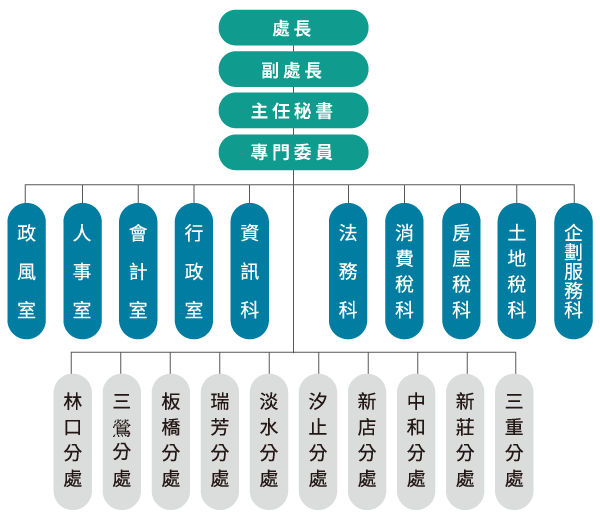 處長
副處長
主任秘書
專門委員
政風室
人事室
會計室
行政室
資訊科
法務科
消費稅科
房屋稅科
土地稅科
企劃服務科
林口分處
三鶯分處
板橋分處
瑞芳分處
淡水分處
汐止分處
新店分處
中和分處
新莊分處
三重分處